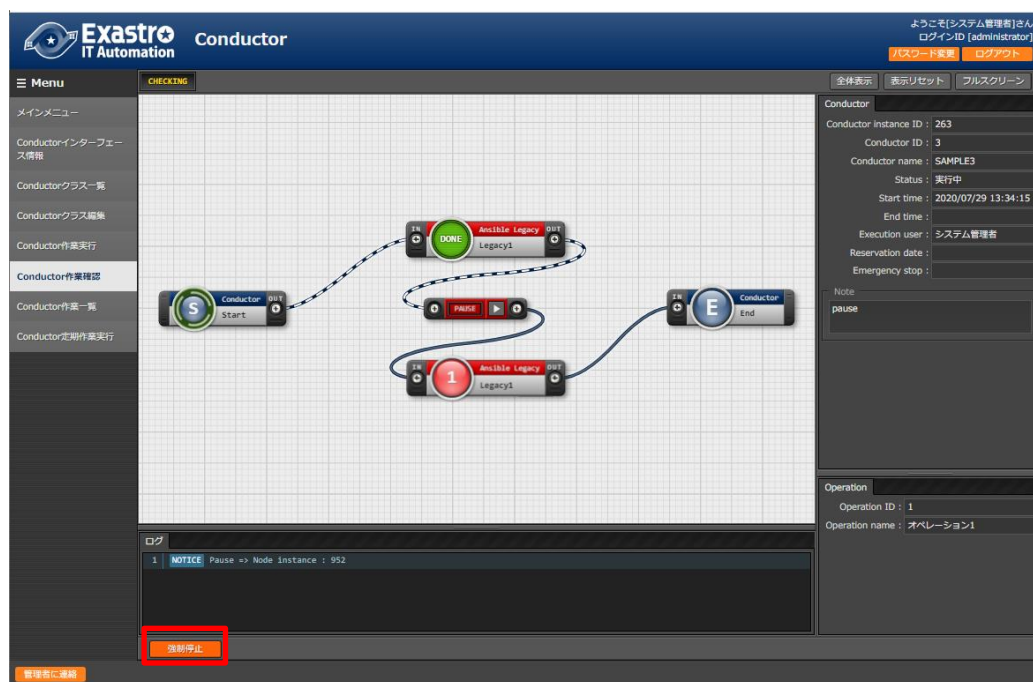 Exastro
IT Automation
Conductor
ようこそ[システム管理者]さん
ログインID [administrator]
パスワード変更
ログアウト
Menu
メインメニュー
Conductorインターフェー
ス情報
Conductorクラス一覧
Conductorクラス編集
Conductor作業実行
Conductor作業確認
Conductor作業一覧
Conductor定期作業実行
CHECKING
全体表示
表示リセット
フルスクリーン
S
Conductor
OUT
Start
IN
DONE
Ansible Legacy
OUT
Legacy1
PAUSE
IN
1
Ansible Legacy
OUT
Legacy1
IN
E
Conductor
End
Conductor
Conductor instance ID : 263
Conductor ID : 3
Conductor name : SAMPLE3
Status : 実行中
Start time : 2020/07/29 13:34:15
End time :
Execution user : システム管理者
Reservation date :
Emergency stop :
Note
pause
Operation
Operation ID : 1
Operation name : オペレーション1
ログ
1 NOTICE Pause => Node instance : 952
強制停止
管理者に連絡